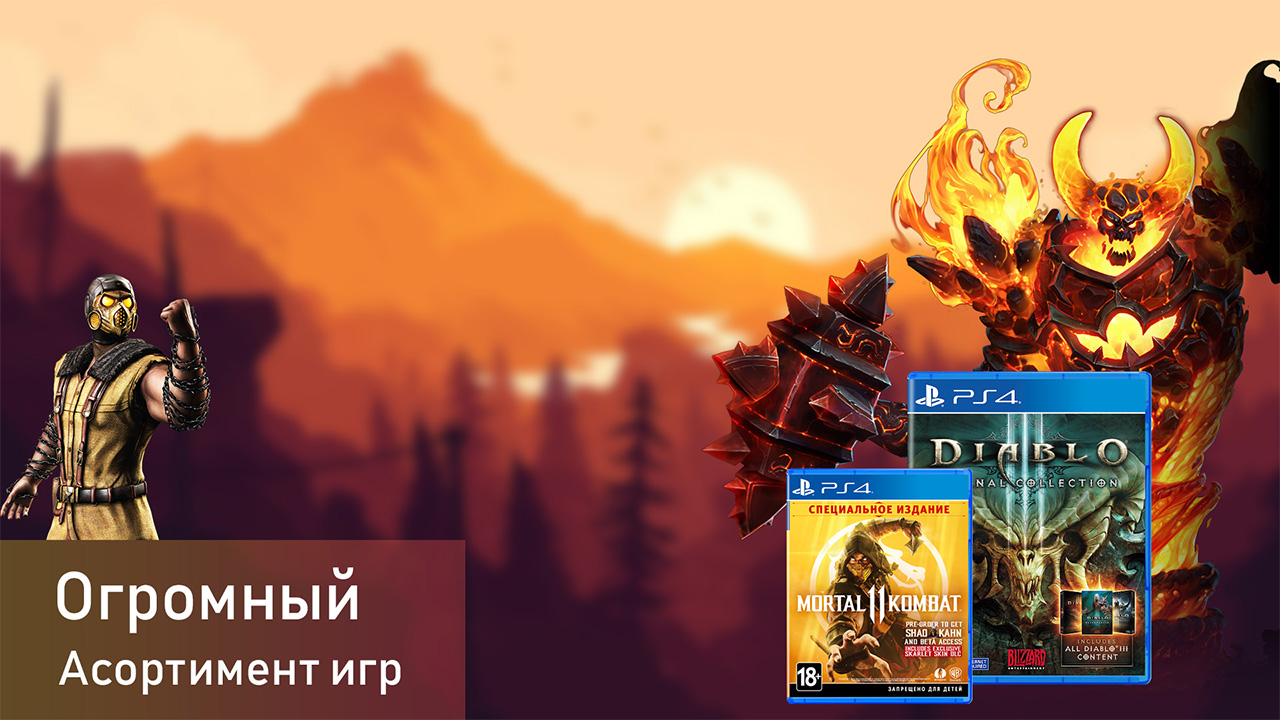 Огромный
Асортимент игр
PS4
DIABLO
NAL COLLECTION
INCLUDES
ALL DIABLO III
CONTENT
BLIZZARD
ENTERTAINMENT
PS4
СПЕЦИАЛЬНОЕ ИЗДАНИЕ
MORTAL 11 KOMBAT
PRE-ORDER TO GET
SHAO KAHN
AND BETA ACCESS
INCLUDES EXCLUSIVE
SKARLET SKIN DLC
18+
ЗАПРЕЩЕНО ДЛЯ ДЕТЕЙ